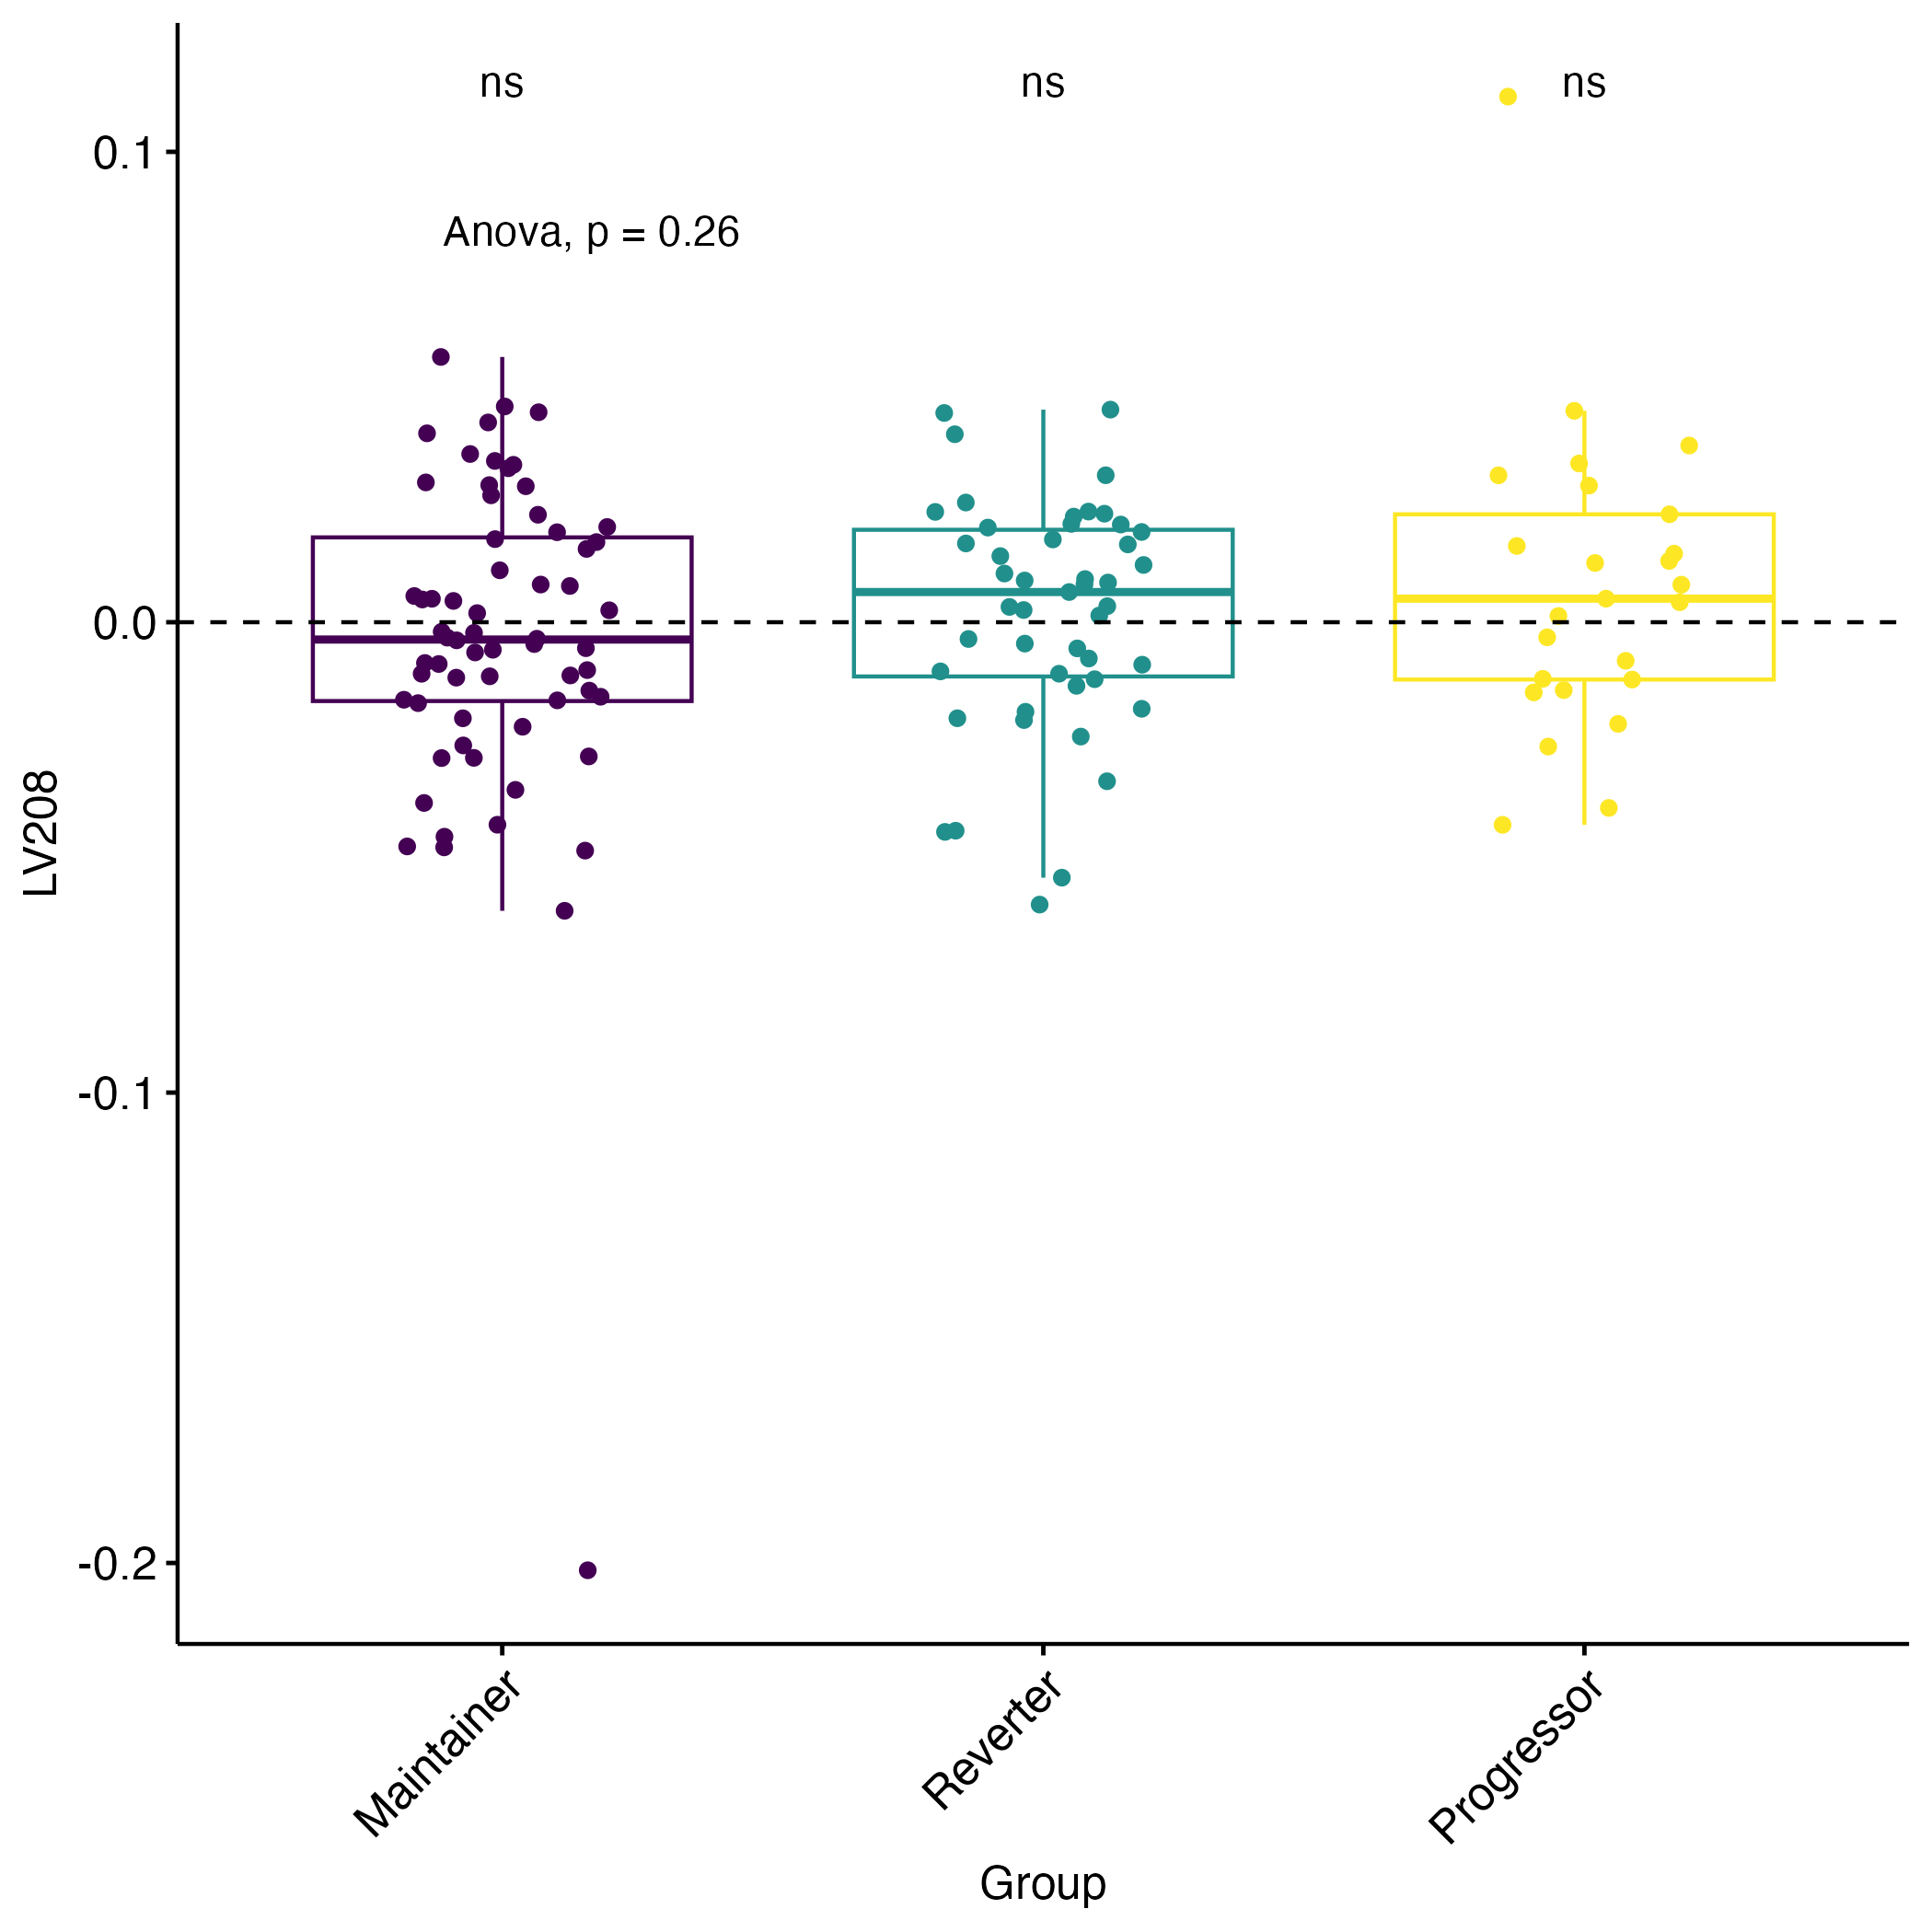 ns ns ns
0.1
Anova, p = 0.26
0.0
LV208
-0.1
-0.2
Maintainer Reverter Progressor
Group